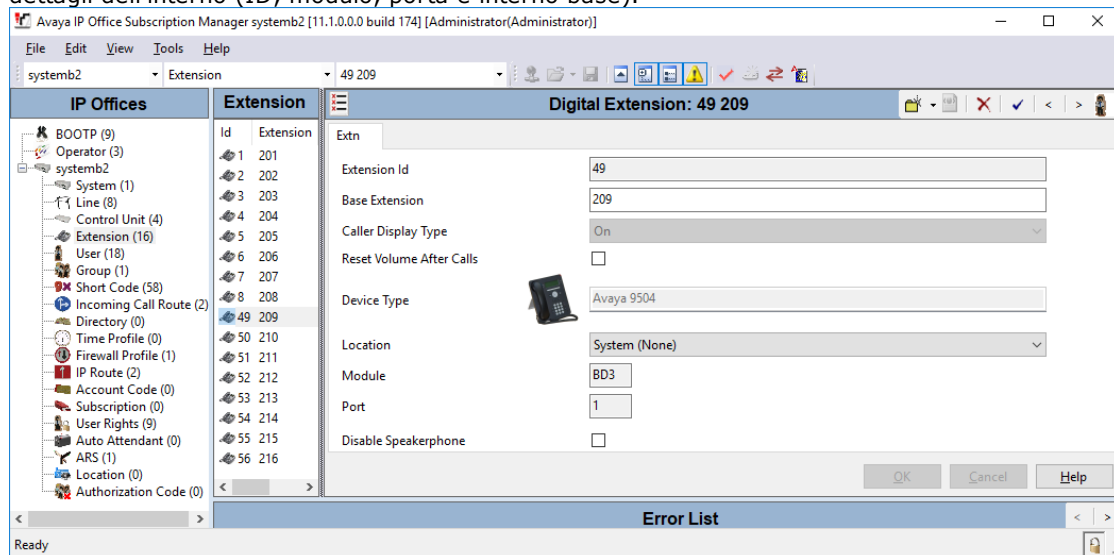 dettagli dell'interno (ID, modulo, porta e interno base).
Avaya IP Office Subscription Manager systemb2 [11.1.0.0.0 build 174] [Administrator(Administrator)]
File Edit View Tools Help
systemb2 Extension 49 209
IP Offices
BOOTP (9)
Operator (3)
systemb2
System (1)
Line (8)
Control Unit (4)
Extension (16)
User (18)
Group (1)
Short Code (58)
Incoming Call Route (2)
Directory (0)
Time Profile (0)
Firewall Profile (1)
IP Route (2)
Account Code (0)
Subscription (0)
User Rights (9)
Auto Attendant (0)
ARS (1)
Location (0)
Authorization Code (0)
Extension
Id Extension
1 201
2 202
3 203
4 204
5 205
6 206
7 207
8 208
49 209
50 210
51 211
52 212
53 213
54 214
55 215
56 216
Digital Extension: 49 209
Extn
Extension Id 49
Base Extension 209
Caller Display Type On
Reset Volume After Calls
Device Type Avaya 9504
Location System (None)
Module BD3
Port 1
Disable Speakerphone
OK Cancel Help
Error List
Ready